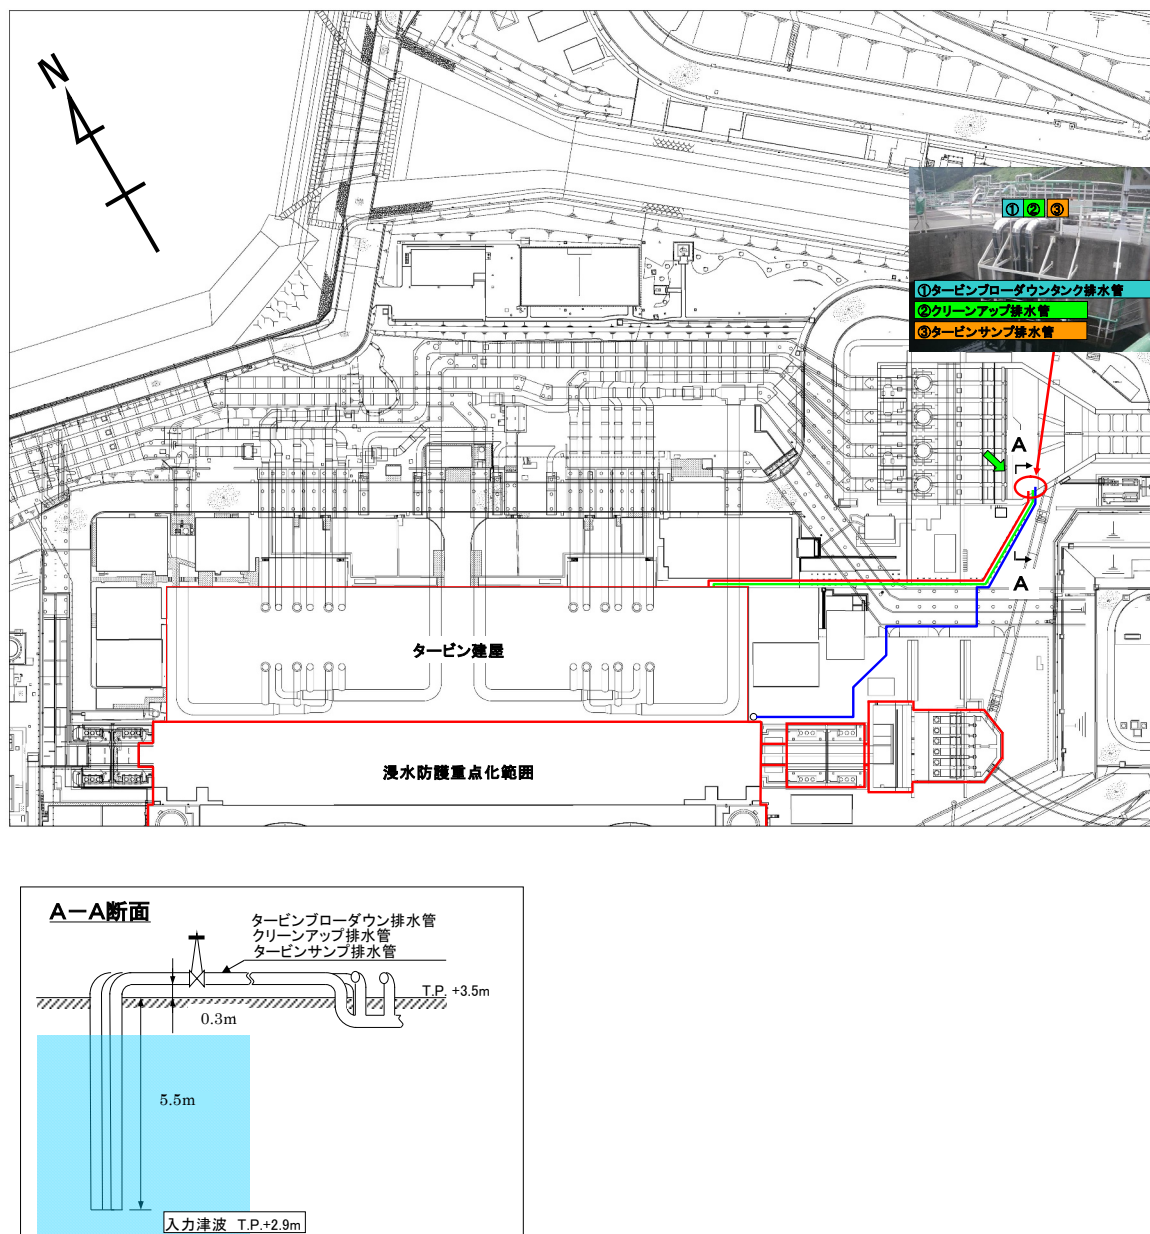 N
① ② ③
①タービンブローダウンタンク排水管
②クリーンアップ排水管
③タービンサンプ排水管
A
A
タービン建屋
浸水防護重点化範囲
A-A断面
タービンブローダウン排水管
クリーンアップ排水管
タービンサンプ排水管
T.P. +3.5m
0.3m
5.5m
入力津波 T.P.+2.9m